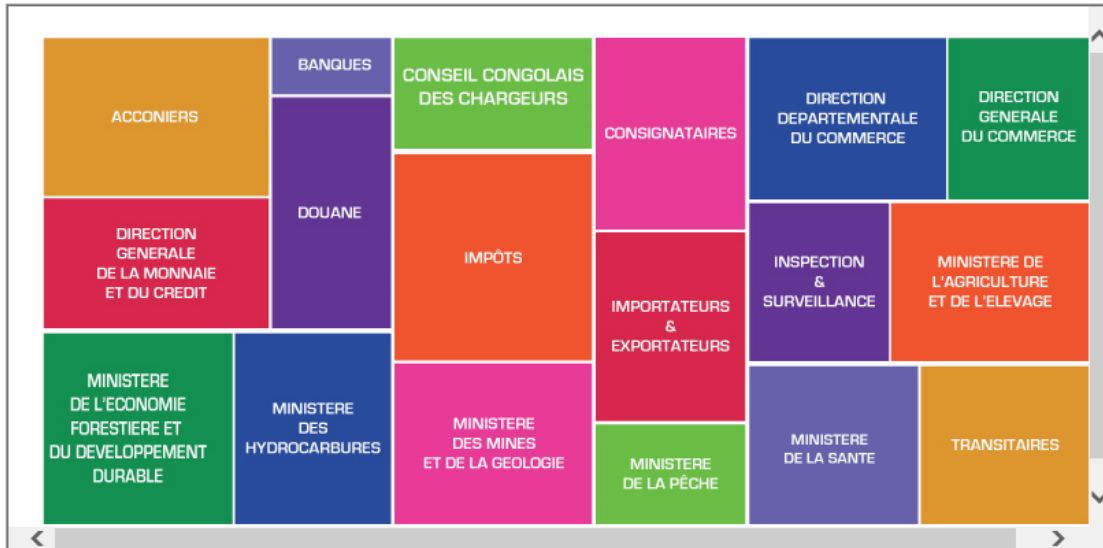 ACCONIERS
BANQUES
CONSEIL CONGOLAIS
DES CHARGEURS
CONSIGNATAIRES
DIRECTION
DEPARTEMENTALE
DU COMMERCE
DIRECTION
GENERALE
DU COMMERCE
DOUANE
DIRECTION
GENERALE
DE LA MONNAIE
ET DU CREDIT
IMPÔTS
IMPORTATEURS
&
EXPORTATEURS
INSPECTION
&
SURVEILLANCE
MINISTERE DE
L'AGRICULTURE
ET DE L'ELEVAGE
MINISTERE
DE L'ECONOMIE
FORESTIERE ET
DU DEVELOPPEMENT
DURABLE
MINISTERE
DES
HYDROCARBURES
MINISTERE
DES MINES
ET DE LA GEOLOGIE
MINISTERE
DE LA PÊCHE
MINISTERE
DE LA SANTE
TRANSITAIRES